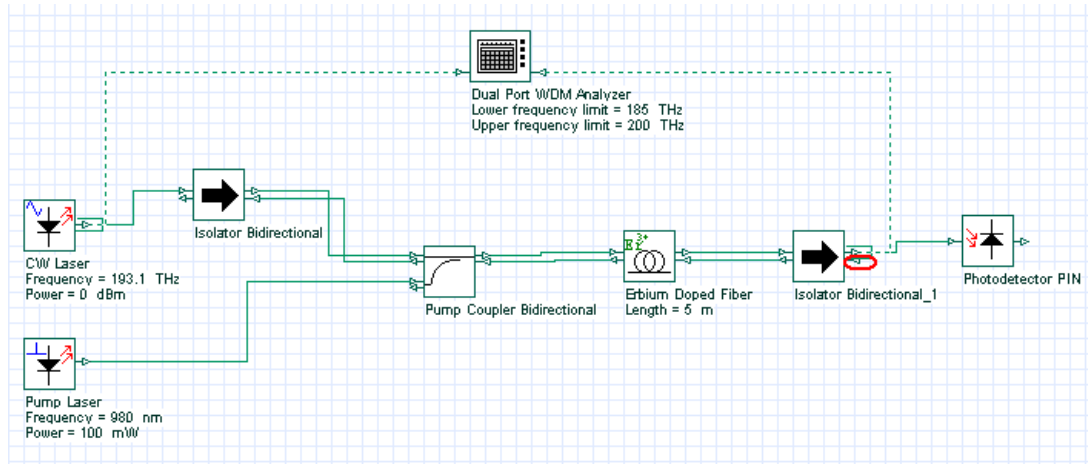 Dual Port WDM Analyzer
Lower frequency limit = 185 THz
Upper frequency limit = 200 THz
Isolator Bidirectional
CW Laser
Frequency = 193.1 THz
Power = 0 dBm
Er 3+
Pump Coupler Bidirectional
Erbium Doped Fiber
Length = 5 m
Isolator Bidirectional_1
Photodetector PIN
Pump Laser
Frequency = 980 nm
Power = 100 mW